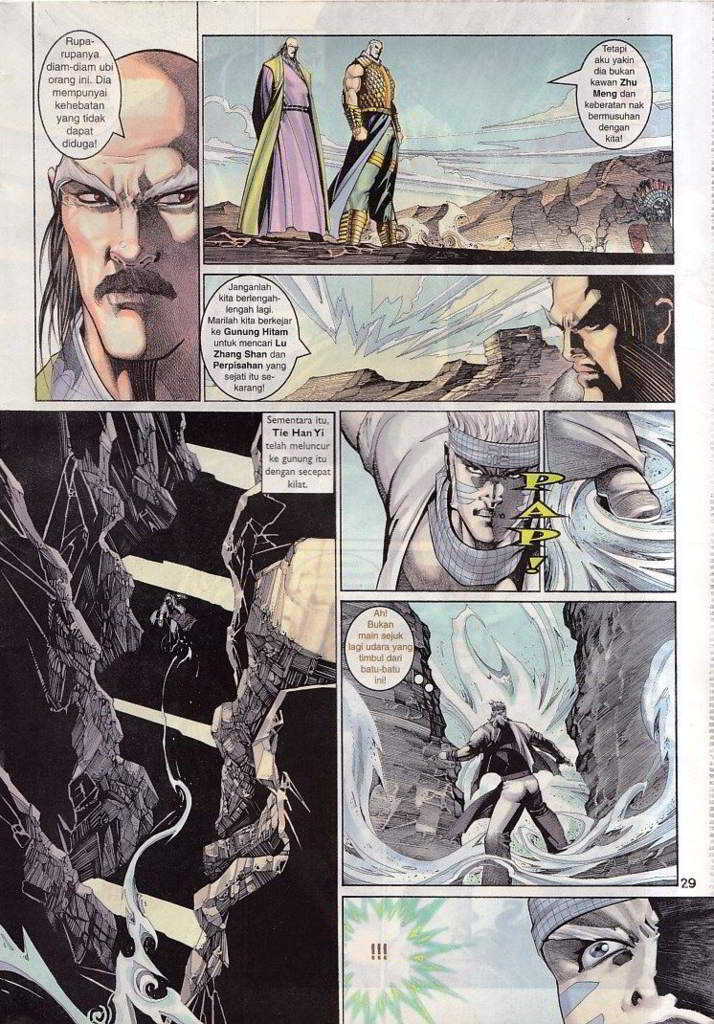 Rupa-
rupanya
diam-diam ubi
orang ini. Dia
mempunyai
kehebatan
yang tidak
dapat
diduga!
Tetapi
aku yakin
dia bukan
kawan Zhu
Meng dan
keberatan nak
bermusuhan
dengan
kita!
Janganlah
kita berlengah-
lengah lagi.
Marilah kita berkejar
ke Gunung Hitam
untuk mencari Lu
Zhang Shan dan
Perpisahan yang
sejati itu se-
karang!
Sementara itu,
Tie Han Yi
telah meluncur
ke gunung itu
dengan secepat
kilat.
PAP!
Ah!
Bukan
main sejuk
lagi udara yang
timbul dari
batu-batu
ini!
29
!!!